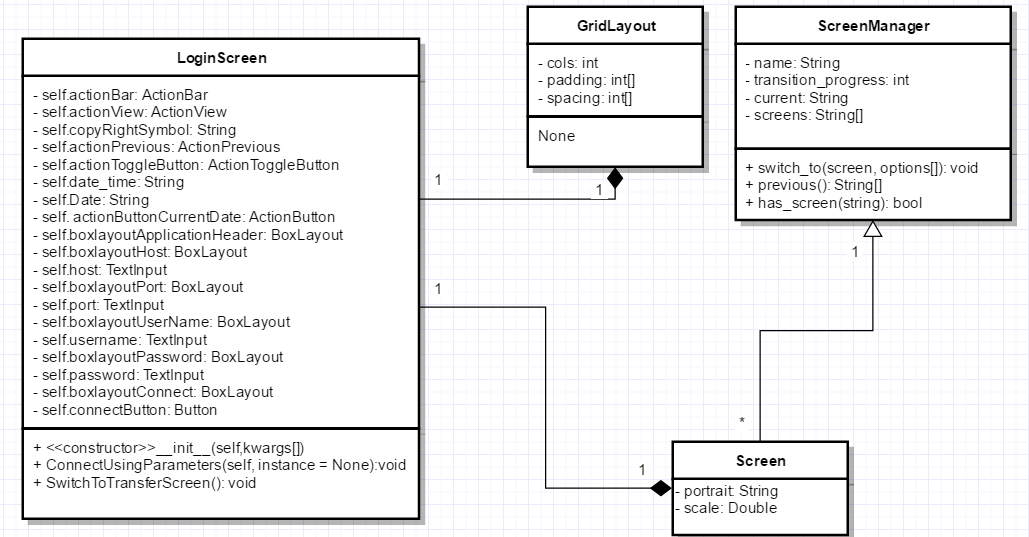 LoginScreen
- self.actionBar: ActionBar
- self.actionView: ActionView
- self.copyRightSymbol: String
- self.actionPrevious: ActionPrevious
- self.actionToggleButton: ActionToggleButton
- self.date_time: String
- self.Date: String
- self. actionButtonCurrentDate: ActionButton
- self.boxlayoutApplicationHeader: BoxLayout
- self.boxlayoutHost: BoxLayout
- self.host: TextInput
- self.boxlayoutPort: BoxLayout
- self.port: TextInput
- self.boxlayoutUserName: BoxLayout
- self.username: TextInput
- self.boxlayoutPassword: BoxLayout
- self.password: TextInput
- self.boxlayoutConnect: BoxLayout
- self.connectButton: Button
+ <<constructor>>__init__(self,kwargs[])
+ ConnectUsingParameters(self, instance = None):void
+ SwitchToTransferScreen(): void
GridLayout
- cols: int
- padding: int[]
- spacing: int[]
None
ScreenManager
- name: String
- transition_progress: int
- current: String
- screens: String[]
+ switch_to(screen, options[]): void
+ previous(): String[]
+ has_screen(string): bool
1
1
1
1
*
1
Screen
- portrait: String
- scale: Double